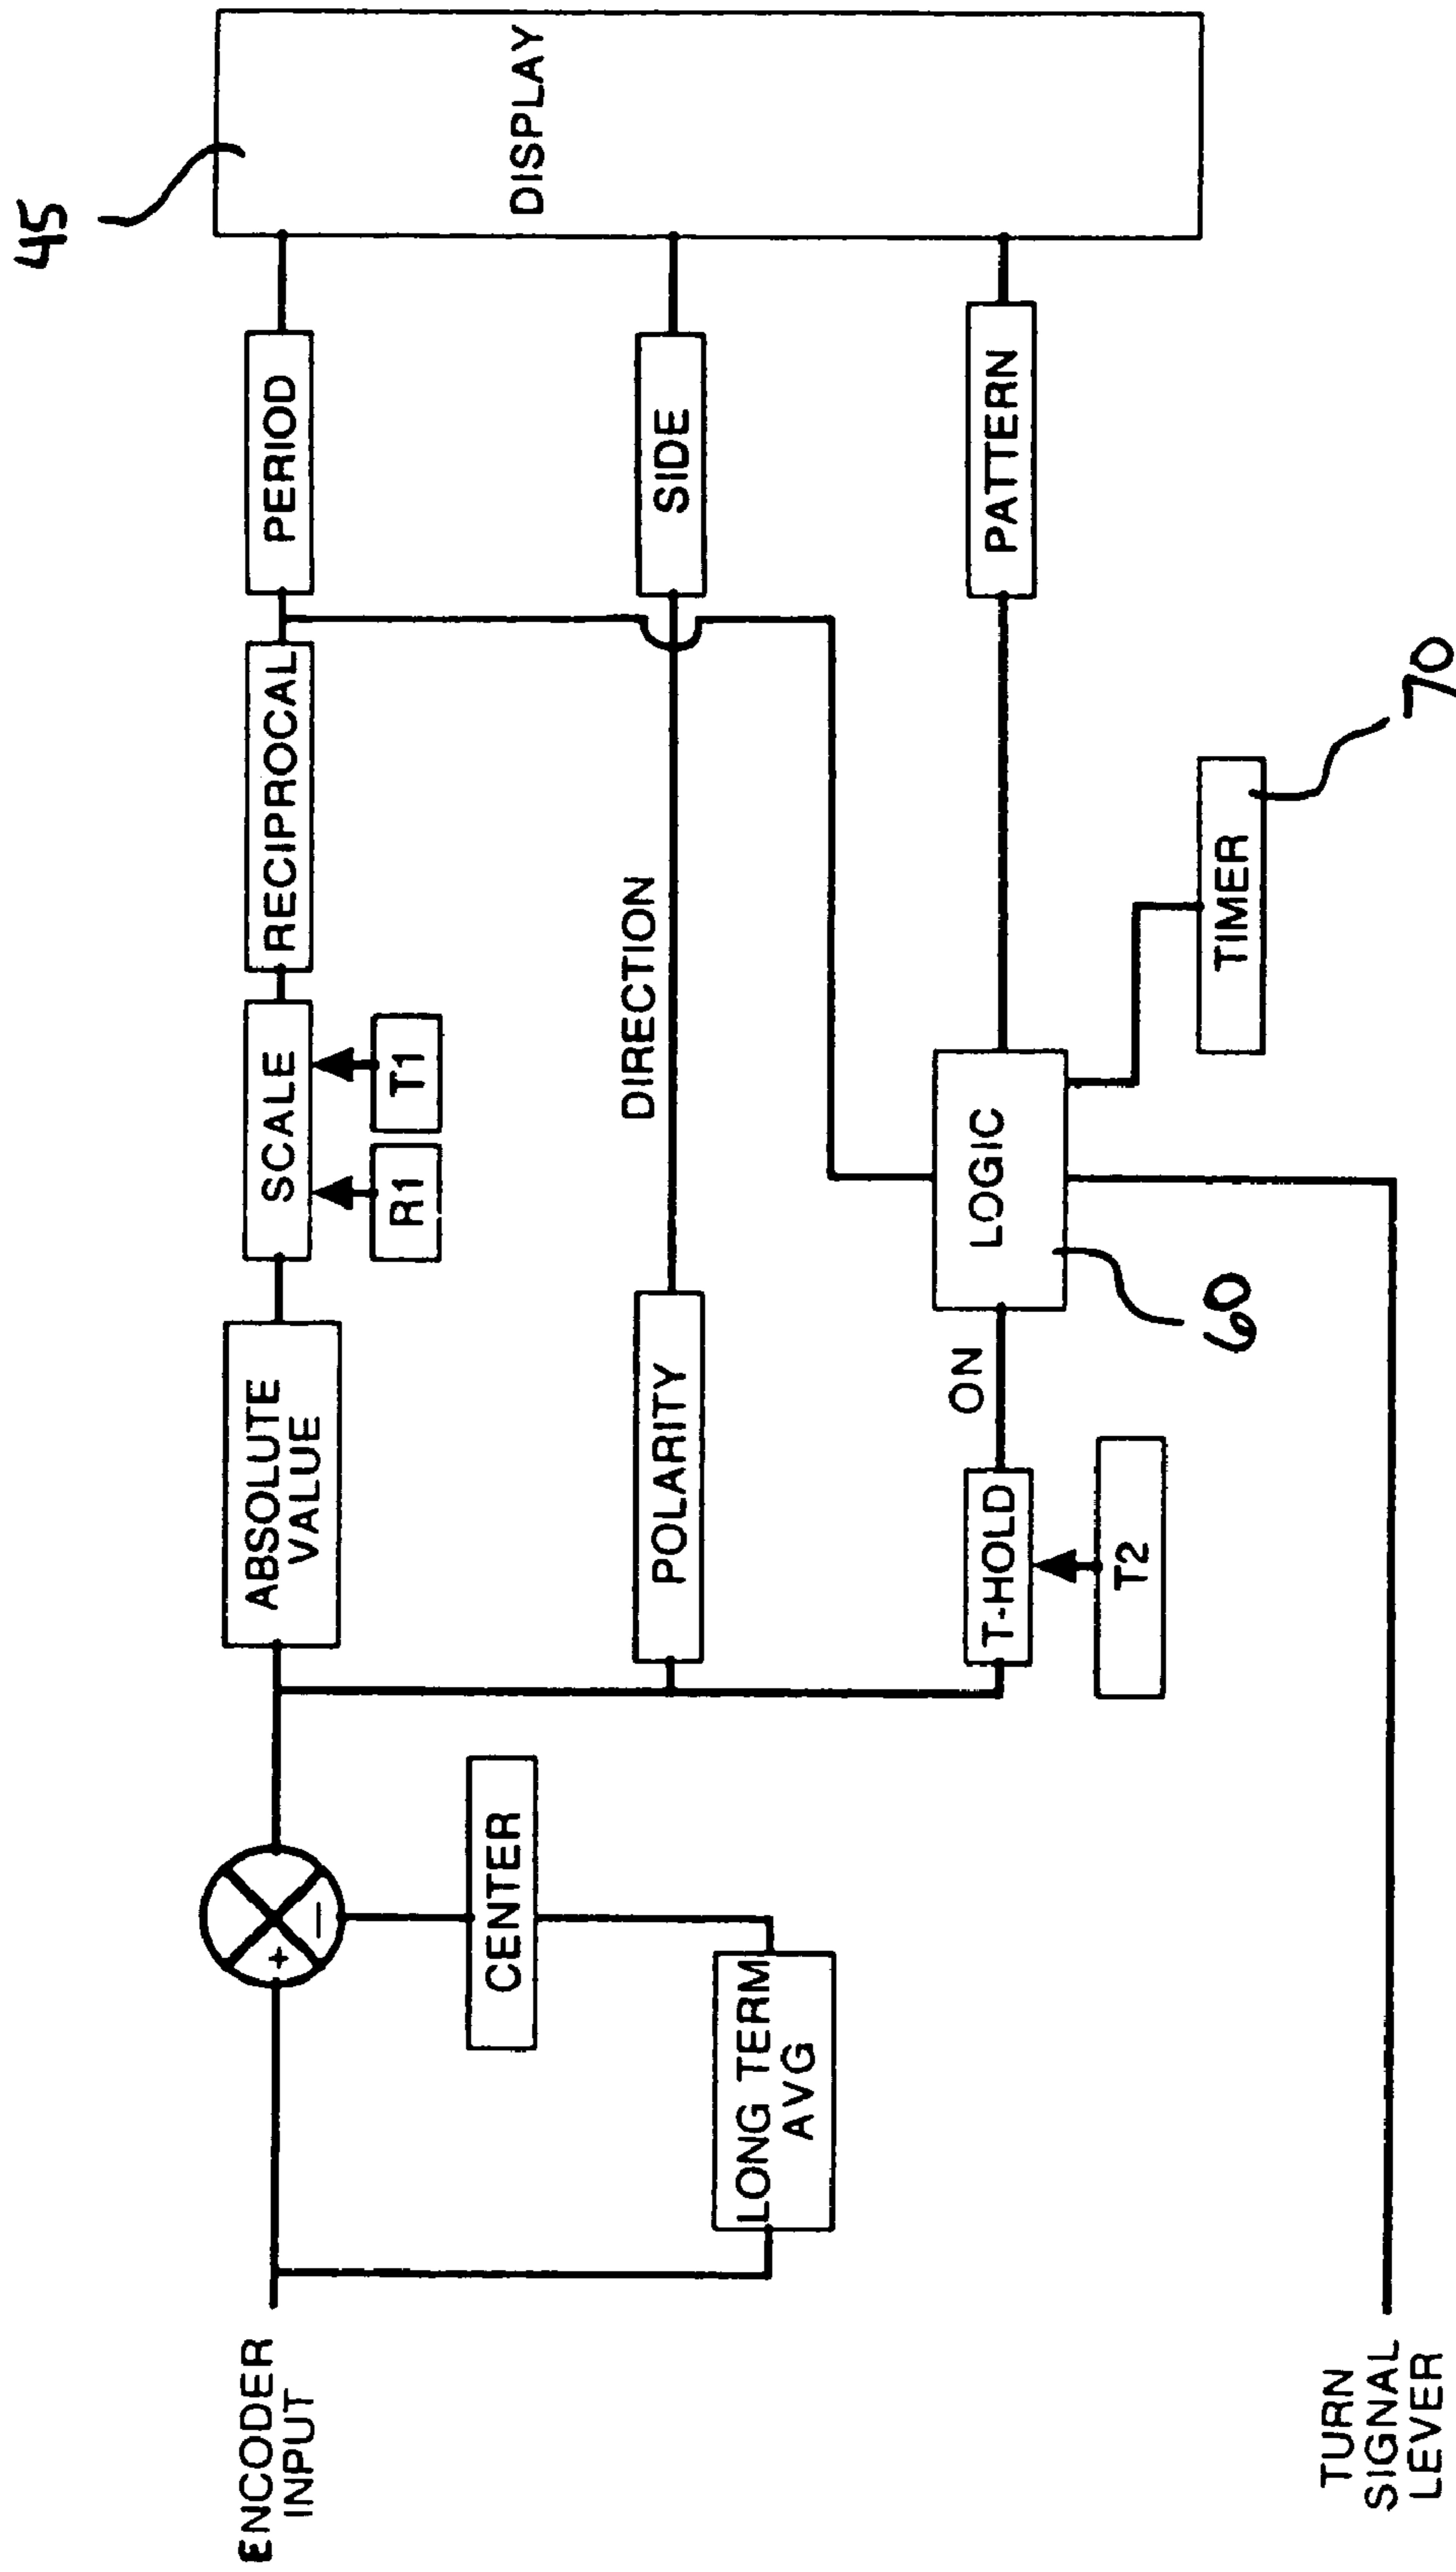 ENCODER
INPUT
LONG TERM
AVG
CENTER
+
−
ABSOLUTE
VALUE
SCALE
R1
T1
RECIPROCAL
PERIOD
POLARITY
DIRECTION
SIDE
T-HOLD
T2
ON
LOGIC
60
PATTERN
TIMER
70
DISPLAY
45
TURN
SIGNAL
LEVER